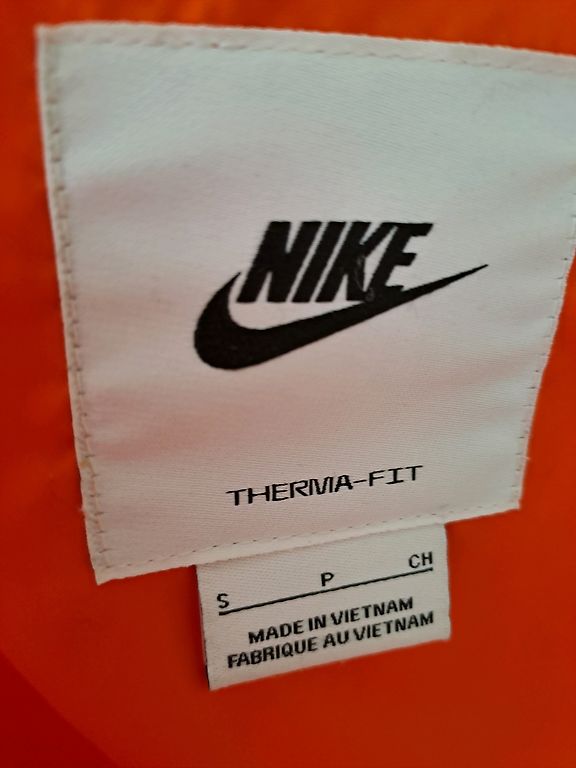 NIKE
THERMA-FIT
S P CH
MADE IN VIETNAM
FABRIQUE AU VIETNAM